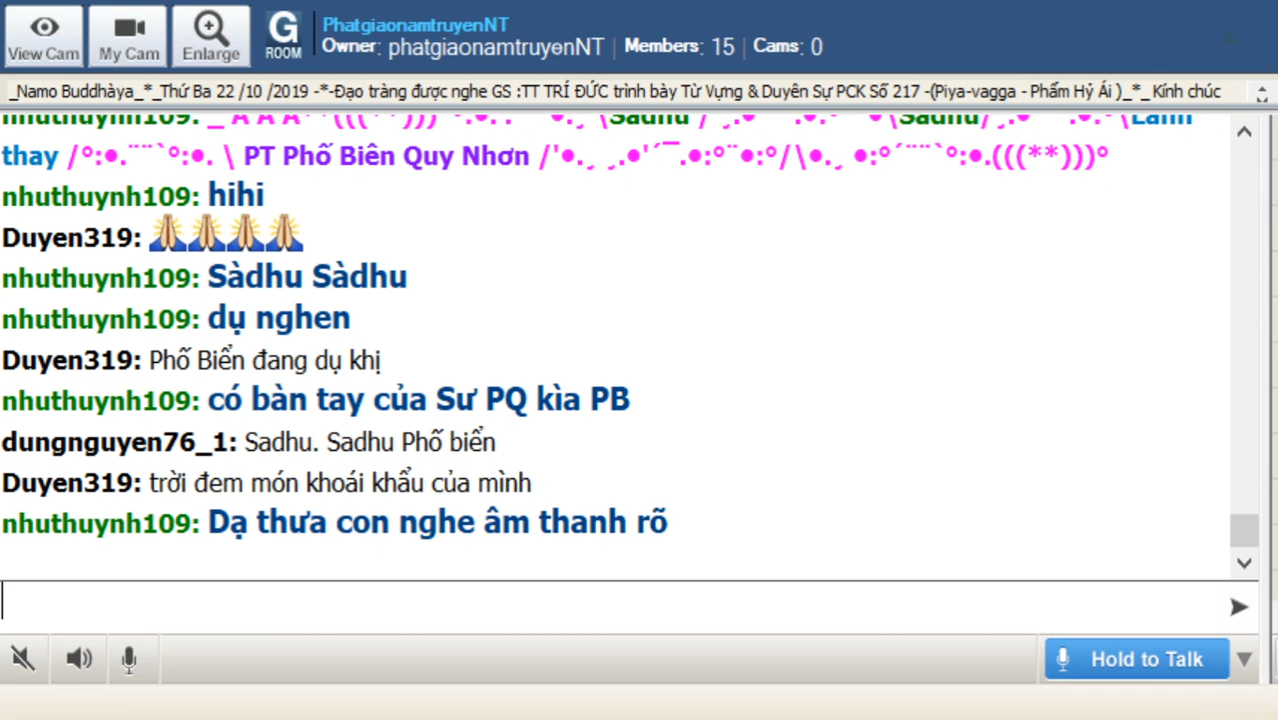 View Cam
My Cam
Enlarge
G ROOM
PhatgiaonamtruyenNT
Owner: phatgiaonamtruyenNT | Members: 15 | Cams: 0
_Namo Buddhàya_*_Thứ Ba 22 /10 /2019 -*-Đạo tràng được nghe GS :TT TRÍ ĐỨC trình bày Từ Vựng & Duyên Sự PCK Số 217 -(Piya-vagga - Phẩm Hỷ Ái )_*_ Kính chúc
nhuthuynh109: \Sadhu / \Sadhu/ \Lành
thay /°:•.¨¨`°:•. \ PT Phố Biên Quy Nhơn /'•.¸ ¸.•'´¯.•:°¨•:°/\•.¸ •:°´¨¨`°:•.(((**)))°
nhuthuynh109: hihi
Duyen319: 🙏🙏🙏🙏
nhuthuynh109: Sàdhu Sàdhu
nhuthuynh109: dụ nghen
Duyen319: Phố Biển đang dụ khị
nhuthuynh109: có bàn tay của Sư PQ kìa PB
dungnguyen76_1: Sadhu. Sadhu Phố biển
Duyen319: trời đem món khoái khẩu của mình
nhuthuynh109: Dạ thưa con nghe âm thanh rõ
Hold to Talk